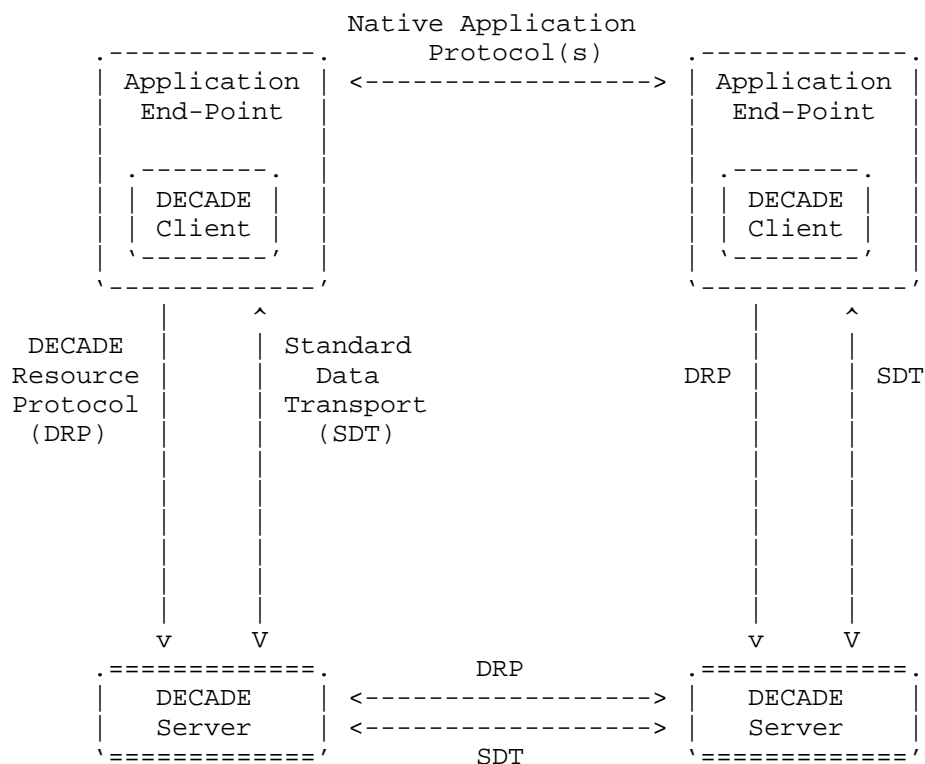 Native Application
Protocol(s)
Application Application
End-Point End-Point
DECADE DECADE
Client Client
DECADE Standard
Resource Data DRP SDT
Protocol Transport
(DRP) (SDT)
DRP
DECADE DECADE
Server Server
SDT